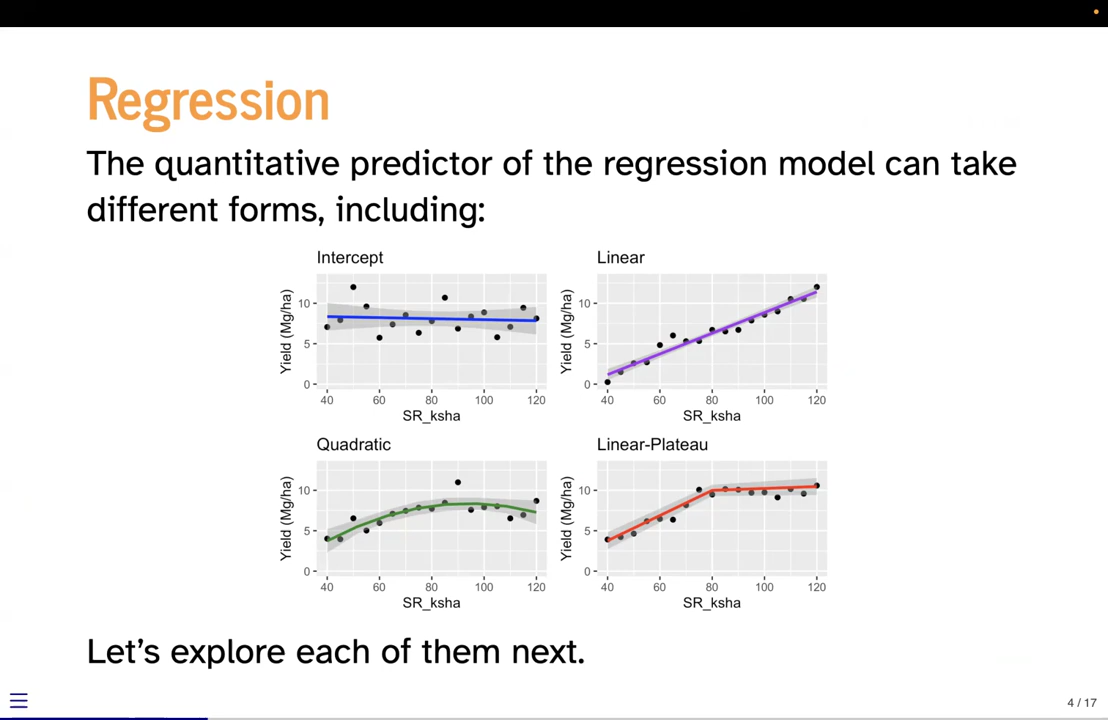 Regression
The quantitative predictor of the regression model can take
different forms, including:
Intercept
Yield (Mg/ha)
10
5
0
40 60 80 100 120
SR_ksha
Linear
Yield (Mg/ha)
10
5
0
40 60 80 100 120
SR_ksha
Quadratic
Yield (Mg/ha)
10
5
0
40 60 80 100 120
SR_ksha
Linear-Plateau
Yield (Mg/ha)
10
5
0
40 60 80 100 120
SR_ksha
Let’s explore each of them next.
4 / 17